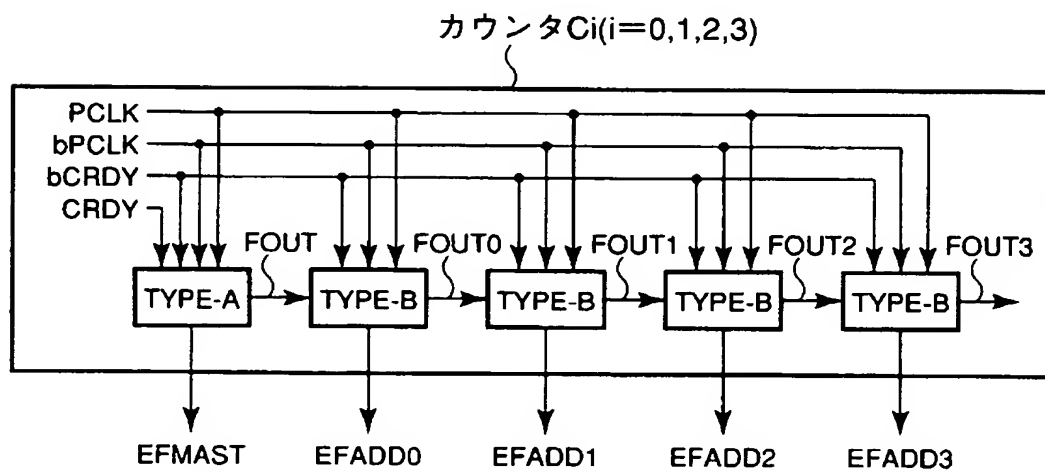 カウンタCi(i=0,1,2,3)
PCLK
bPCLK
bCRDY
CRDY
FOUT
FOUT0
FOUT1
FOUT2
FOUT3
TYPE-A
TYPE-B
TYPE-B
TYPE-B
TYPE-B
EFMAST
EFADD0
EFADD1
EFADD2
EFADD3